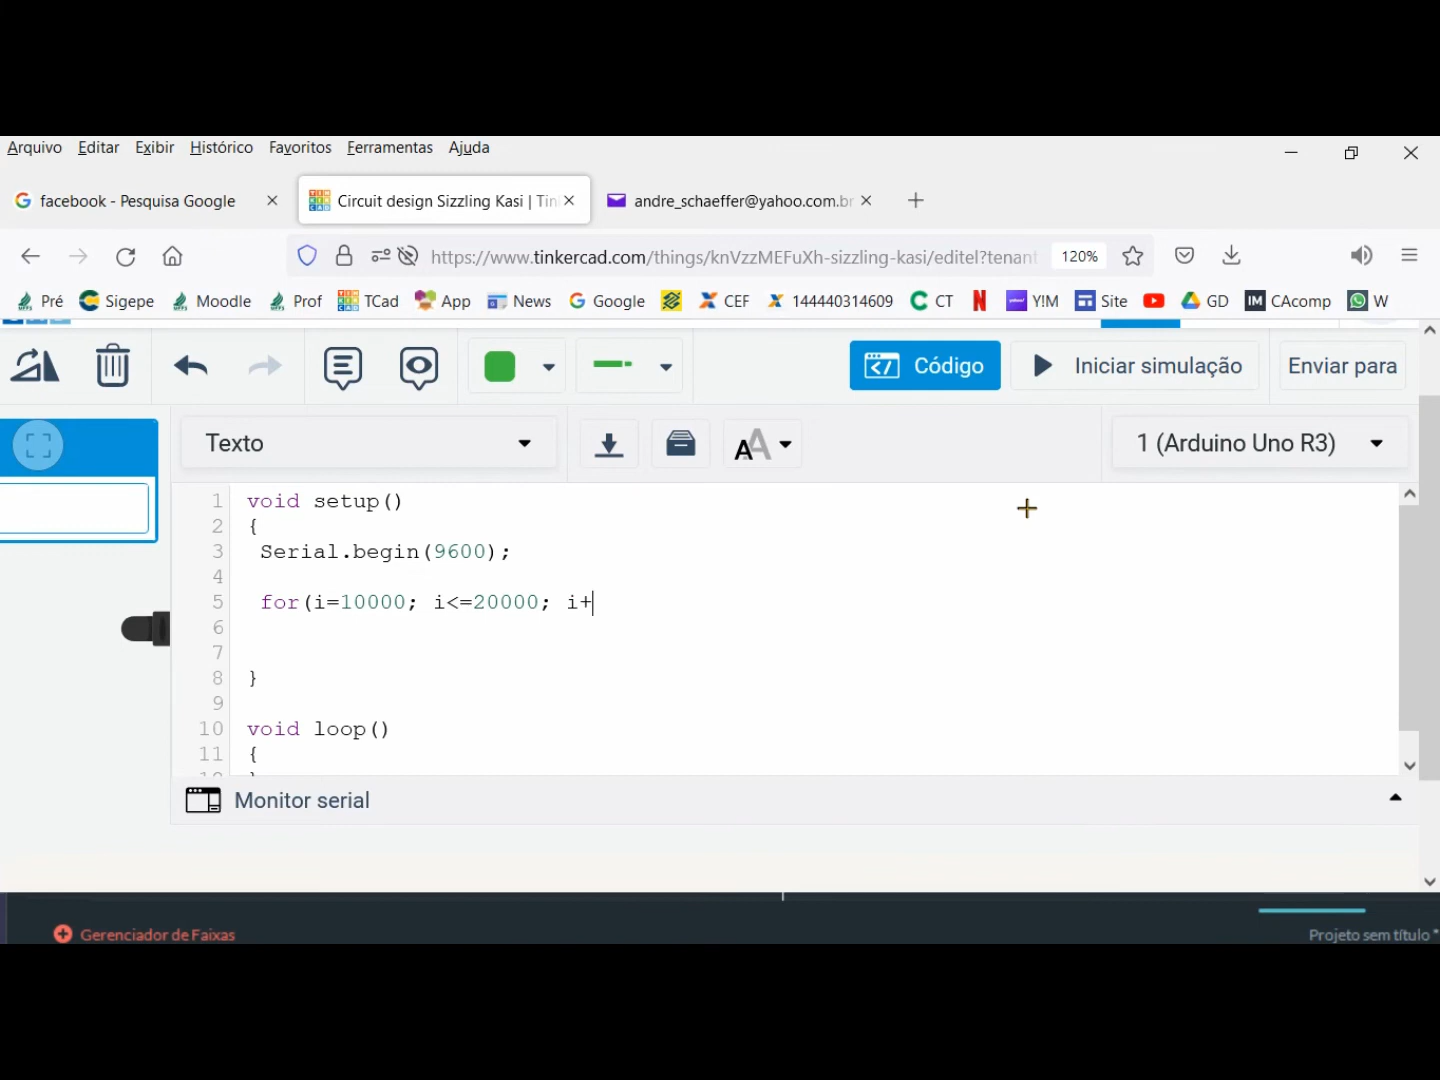 Arquivo Editar Exibir Histórico Favoritos Ferramentas Ajuda
facebook - Pesquisa Google
Circuit design Sizzling Kasi | Tin
andre_schaeffer@yahoo.com.br
https://www.tinkercad.com/things/knVzzMEFuXh-sizzling-kasi/editel?tenant
120%
Pré Sigepe Moodle Prof TCad App News Google CEF 144440314609 CT Y!M Site GD IM CAcomp W
Código
Iniciar simulação
Enviar para
Texto
1 (Arduino Uno R3)
1 void setup()
2 {
3 Serial.begin(9600);
4
5 for(i=10000; i<=20000; i+
6
7
8 }
9
10 void loop()
11 {
Monitor serial
Gerenciador de Faixas
Projeto sem título *